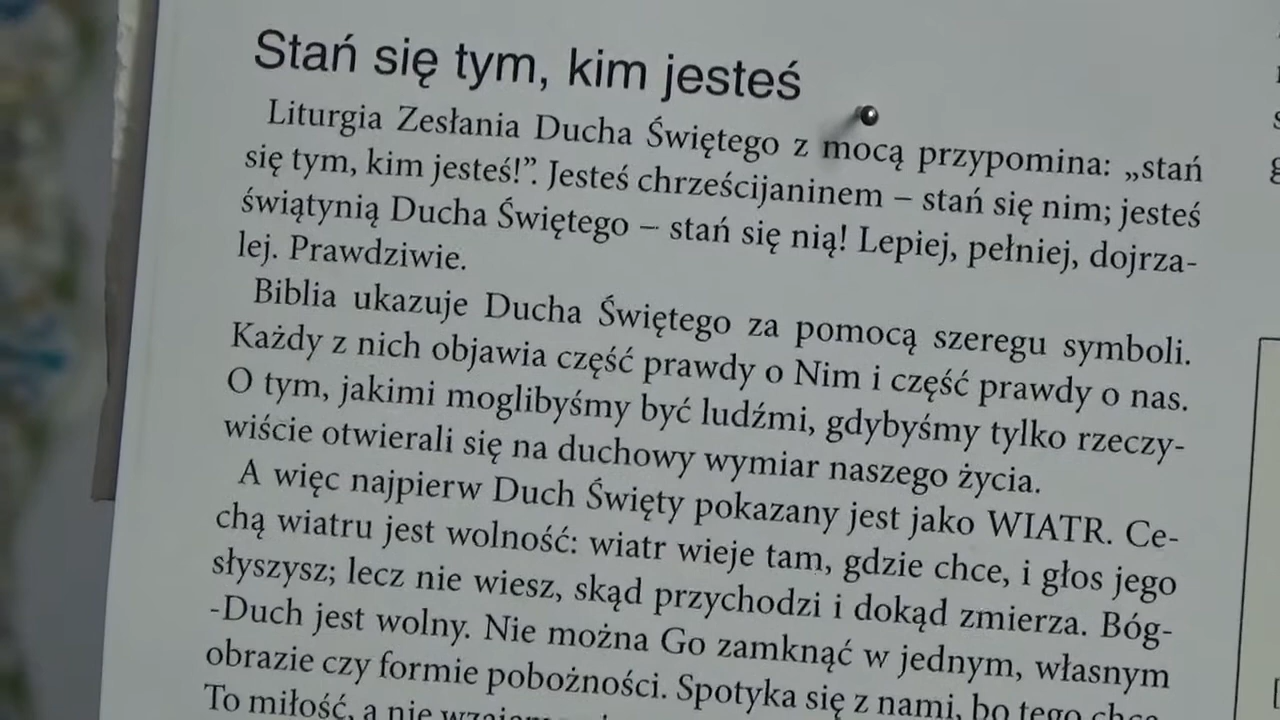 Stań się tym, kim jesteś
Liturgia Zesłania Ducha Świętego z mocą przypomina: „stań
się tym, kim jesteś!”. Jesteś chrześcijaninem – stań się nim; jesteś
świątynią Ducha Świętego – stań się nią! Lepiej, pełniej, dojrza-
lej. Prawdziwie.
Biblia ukazuje Ducha Świętego za pomocą szeregu symboli.
Każdy z nich objawia część prawdy o Nim i część prawdy o nas.
O tym, jakimi moglibyśmy być ludźmi, gdybyśmy tylko rzeczy-
wiście otwierali się na duchowy wymiar naszego życia.
A więc najpierw Duch Święty pokazany jest jako WIATR. Ce-
chą wiatru jest wolność: wiatr wieje tam, gdzie chce, i głos jego
słyszysz; lecz nie wiesz, skąd przychodzi i dokąd zmierza. Bóg-
-Duch jest wolny. Nie można Go zamknąć w jednym, własnym
obrazie czy formie pobożności. Spotyka się z nami, bo tego chce.
To miłość, a nie